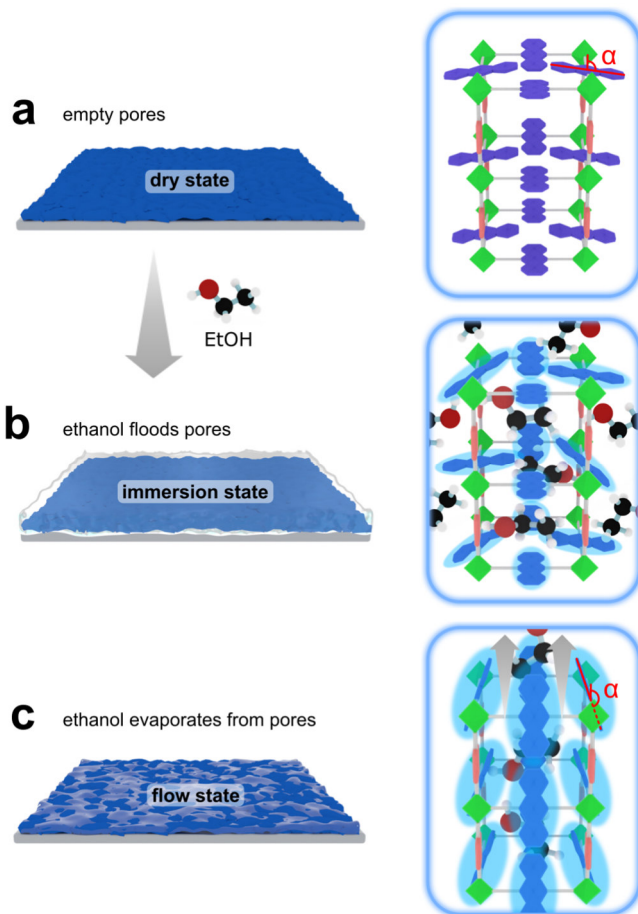 α
a empty pores
dry state
EtOH
b ethanol floods pores
immersion state
α
c ethanol evaporates from pores
flow state